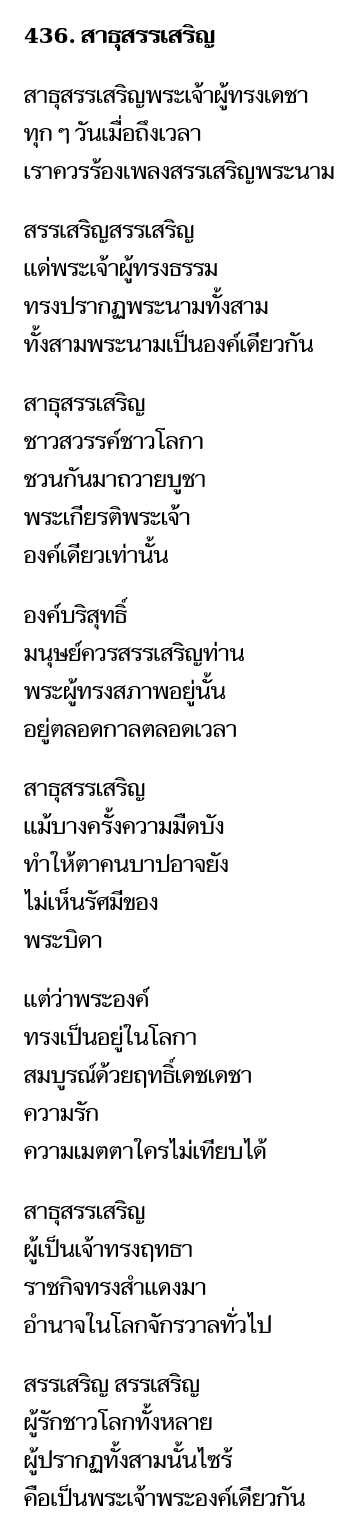 436. สาธุสรรเสริญ
สาธุสรรเสริญพระเจ้าผู้ทรงเดชา
ทุก ๆ วันเมื่อถึงเวลา
เราควรร้องเพลงสรรเสริญพระนาม
สรรเสริญสรรเสริญ
แด่พระเจ้าผู้ทรงธรรม
ทรงปรากฏพระนามทั้งสาม
ทั้งสามพระนามเป็นองค์เดียวกัน
สาธุสรรเสริญ
ชาวสวรรค์ชาวโลกา
ชวนกันมาถวายบูชา
พระเกียรติพระเจ้า
องค์เดียวเท่านั้น
องค์บริสุทธิ์
มนุษย์ควรสรรเสริญท่าน
พระผู้ทรงสภาพอยู่นั้น
อยู่ตลอดกาลตลอดเวลา
สาธุสรรเสริญ
แม้บางครั้งความมืดบัง
ทำให้ตาคนบาปอาจยัง
ไม่เห็นรัศมีของ
พระบิดา
แต่ว่าพระองค์
ทรงเป็นอยู่ในโลกา
สมบูรณ์ด้วยฤทธิ์เดชเดชา
ความรัก
ความเมตตาใครไม่เทียบได้
สาธุสรรเสริญ
ผู้เป็นเจ้าทรงฤทธา
ราชกิจทรงสำแดงมา
อำนาจในโลกจักรวาลทั่วไป
สรรเสริญ สรรเสริญ
ผู้รักชาวโลกทั้งหลาย
ผู้ปรากฏทั้งสามนั้นไซร้
คือเป็นพระเจ้าพระองค์เดียวกัน